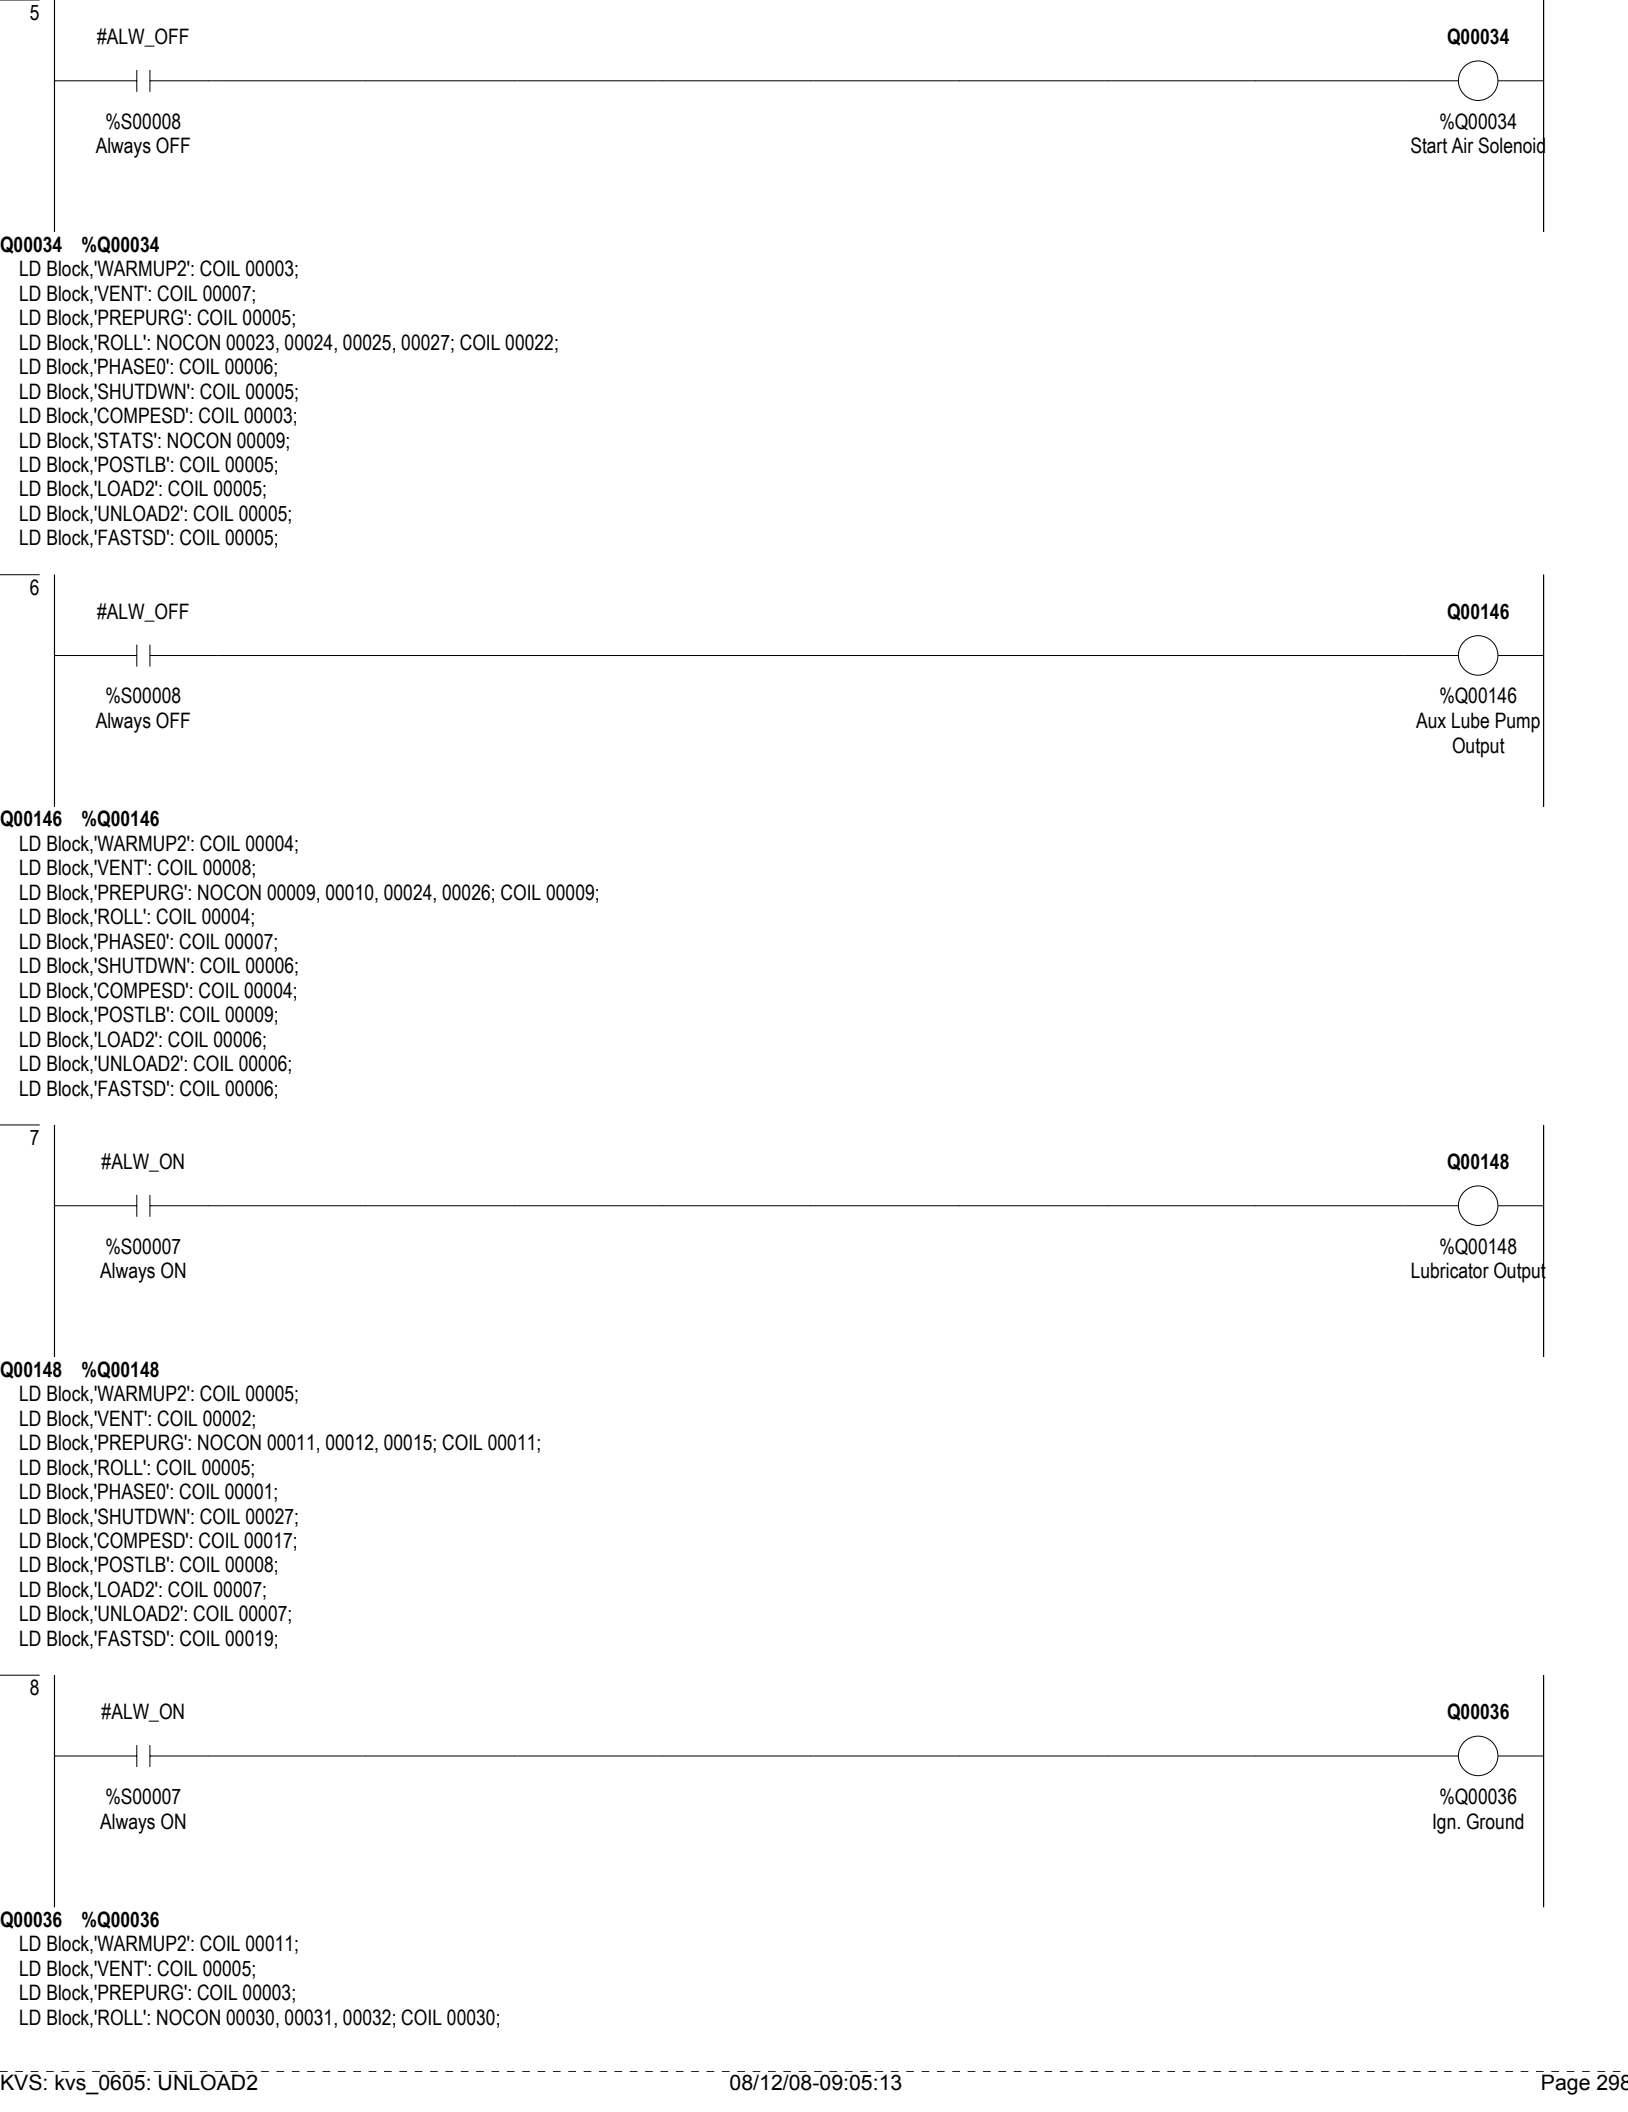 5
#ALW_OFF Q00034
%S00008 %Q00034
Always OFF Start Air Solenoid
Q00034 %Q00034
LD Block,'WARMUP2': COIL 00003;
LD Block,'VENT': COIL 00007;
LD Block,'PREPURG': COIL 00005;
LD Block,'ROLL': NOCON 00023, 00024, 00025, 00027; COIL 00022;
LD Block,'PHASE0': COIL 00006;
LD Block,'SHUTDWN': COIL 00005;
LD Block,'COMPESD': COIL 00003;
LD Block,'STATS': NOCON 00009;
LD Block,'POSTLB': COIL 00005;
LD Block,'LOAD2': COIL 00005;
LD Block,'UNLOAD2': COIL 00005;
LD Block,'FASTSD': COIL 00005;
6
#ALW_OFF Q00146
%S00008 %Q00146
Always OFF Aux Lube Pump
Output
Q00146 %Q00146
LD Block,'WARMUP2': COIL 00004;
LD Block,'VENT': COIL 00008;
LD Block,'PREPURG': NOCON 00009, 00010, 00024, 00026; COIL 00009;
LD Block,'ROLL': COIL 00004;
LD Block,'PHASE0': COIL 00007;
LD Block,'SHUTDWN': COIL 00006;
LD Block,'COMPESD': COIL 00004;
LD Block,'POSTLB': COIL 00009;
LD Block,'LOAD2': COIL 00006;
LD Block,'UNLOAD2': COIL 00006;
LD Block,'FASTSD': COIL 00006;
7
#ALW_ON Q00148
%S00007 %Q00148
Always ON Lubricator Output
Q00148 %Q00148
LD Block,'WARMUP2': COIL 00005;
LD Block,'VENT': COIL 00002;
LD Block,'PREPURG': NOCON 00011, 00012, 00015; COIL 00011;
LD Block,'ROLL': COIL 00005;
LD Block,'PHASE0': COIL 00001;
LD Block,'SHUTDWN': COIL 00027;
LD Block,'COMPESD': COIL 00017;
LD Block,'POSTLB': COIL 00008;
LD Block,'LOAD2': COIL 00007;
LD Block,'UNLOAD2': COIL 00007;
LD Block,'FASTSD': COIL 00019;
8
#ALW_ON Q00036
%S00007 %Q00036
Always ON Ign. Ground
Q00036 %Q00036
LD Block,'WARMUP2': COIL 00011;
LD Block,'VENT': COIL 00005;
LD Block,'PREPURG': COIL 00003;
LD Block,'ROLL': NOCON 00030, 00031, 00032; COIL 00030;
KVS: kvs_0605: UNLOAD2 08/12/08-09:05:13 Page 298